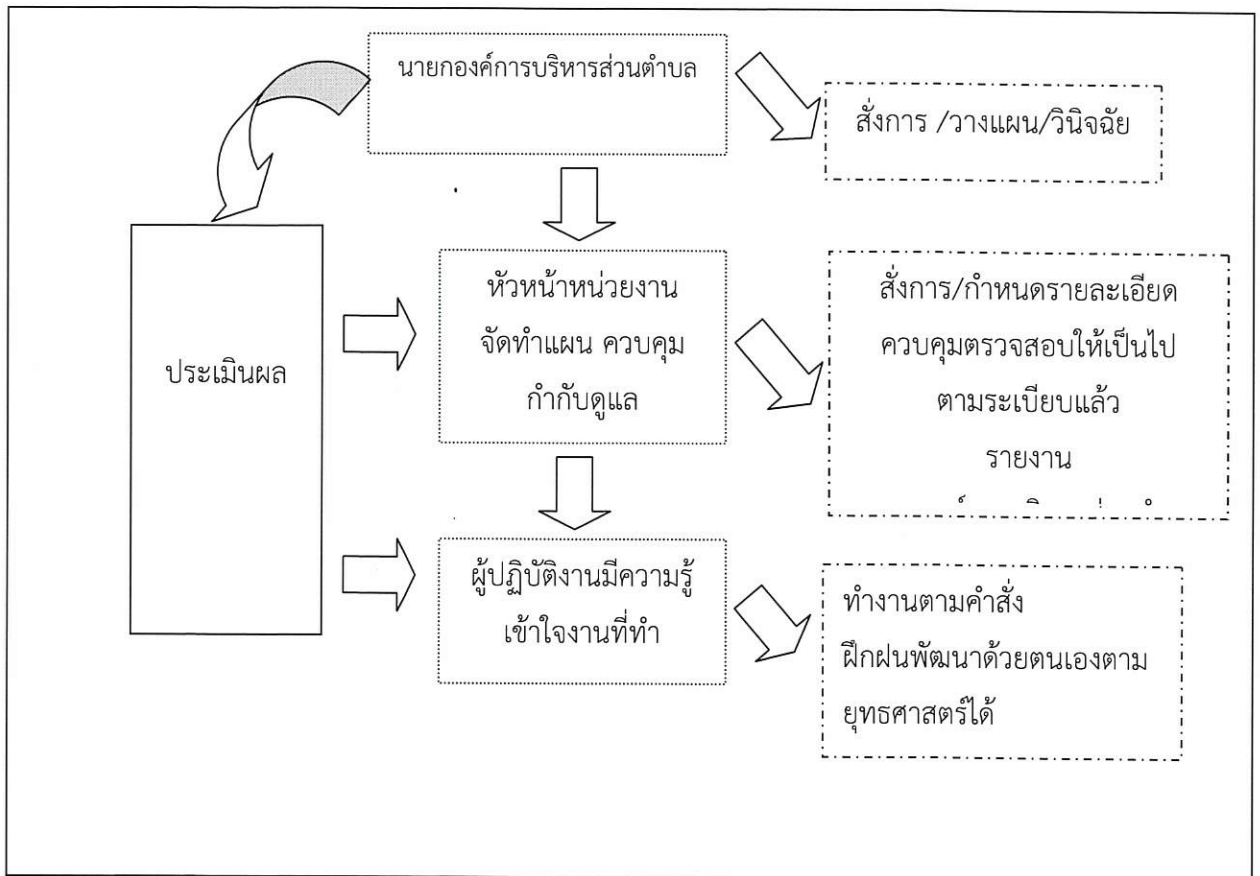 นายกองค์การบริหารส่วนตำบล
สั่งการ /วางแผน/วินิจฉัย
ประเมินผล
หัวหน้าหน่วยงาน
จัดทำแผน ควบคุม
กำกับดูแล
สั่งการ/กำหนดรายละเอียด
ควบคุมตรวจสอบให้เป็นไป
ตามระเบียบแล้ว
รายงาน
ผู้ปฏิบัติงานมีความรู้
เข้าใจงานที่ทำ
ทำงานตามคำสั่ง
ฝึกฝนพัฒนาด้วยตนเองตาม
ยุทธศาสตร์ได้